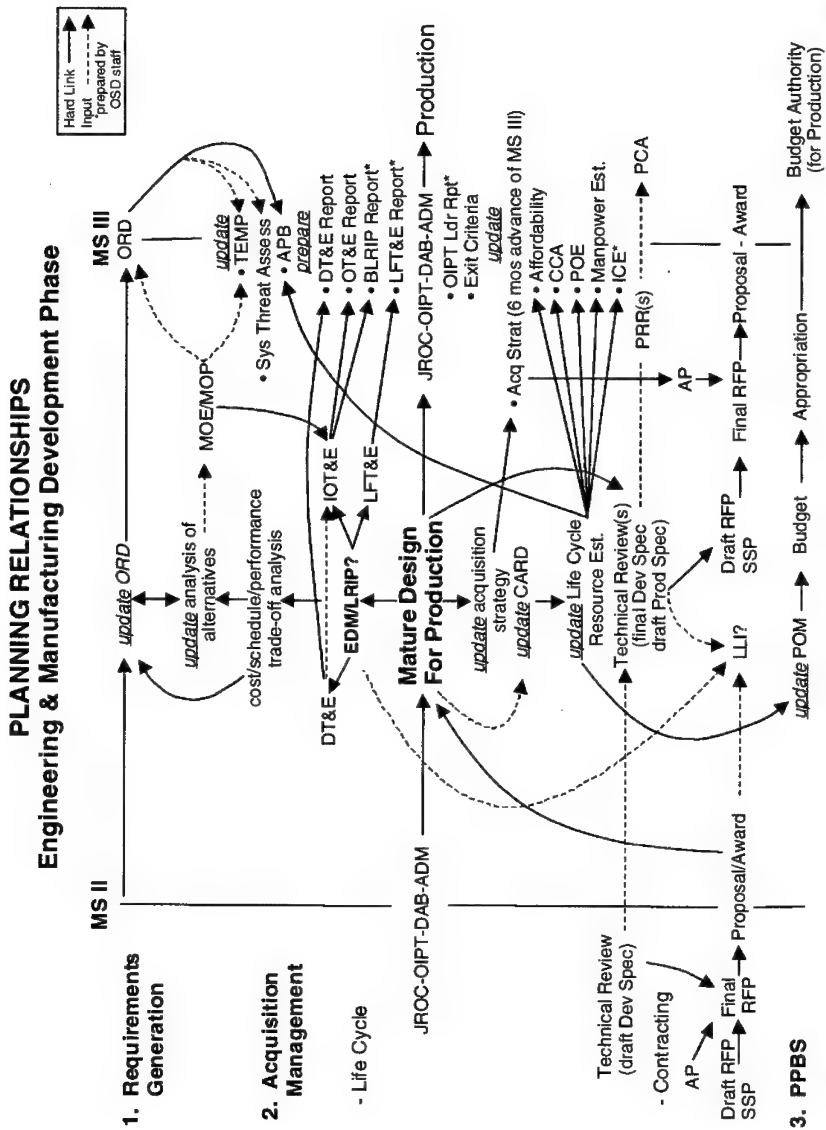 PLANNING RELATIONSHIPS
Engineering & Manufacturing Development Phase
Hard Link
Input
*prepared by
OSD staff
MS II
MS III
1. Requirements
Generation
update ORD
ORD
update analysis of
alternatives
MOE/MOP
update
• TEMP
• Sys Threat Assess
• APB
prepare
2. Acquisition
Management
cost/schedule/performance
trade-off analysis
• DT&E Report
• OT&E Report
• BLRIP Report*
• LFT&E Report*
- Life Cycle
DT&E
EDM/LRIP?
IOT&E
LFT&E
JROC-OIPT-DAB-ADM
Mature Design
For Production
JROC-OIPT-DAB-ADM
Production
• OIPT Ldr Rpt*
• Exit Criteria
update
update acquisition
strategy
update CARD
• Acq Strat (6 mos advance of MS III)
• Affordability
• CCA
• POE
• Manpower Est.
• ICE*
update Life Cycle
Resource Est.
Technical Review
(draft Dev Spec)
Technical Review(s)
(final Dev Spec
draft Prod Spec)
PRR(s)
PCA
- Contracting
AP
Draft RFP
SSP
Final
RFP
Proposal/Award
LLI?
Draft RFP
SSP
AP
Final RFP
Proposal - Award
3. PPBS
update POM
Budget
Appropriation
Budget Authority
(for Production)